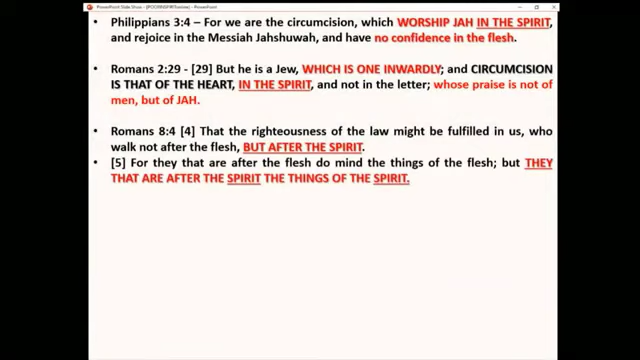 PowerPoint Slide Show - [POORINSPIRITomine] - PowerPoint
• Philippians 3:4 – For we are the circumcision, which WORSHIP JAH IN THE SPIRIT,
and rejoice in the Messiah Jahshuwah, and have no confidence in the flesh.
• Romans 2:29 - [29] But he is a Jew, WHICH IS ONE INWARDLY; and CIRCUMCISION
IS THAT OF THE HEART, IN THE SPIRIT, and not in the letter; whose praise is not of
men, but of JAH.
• Romans 8:4 [4] That the righteousness of the law might be fulfilled in us, who
walk not after the flesh, BUT AFTER THE SPIRIT.
• [5] For they that are after the flesh do mind the things of the flesh; but THEY
THAT ARE AFTER THE SPIRIT THE THINGS OF THE SPIRIT.